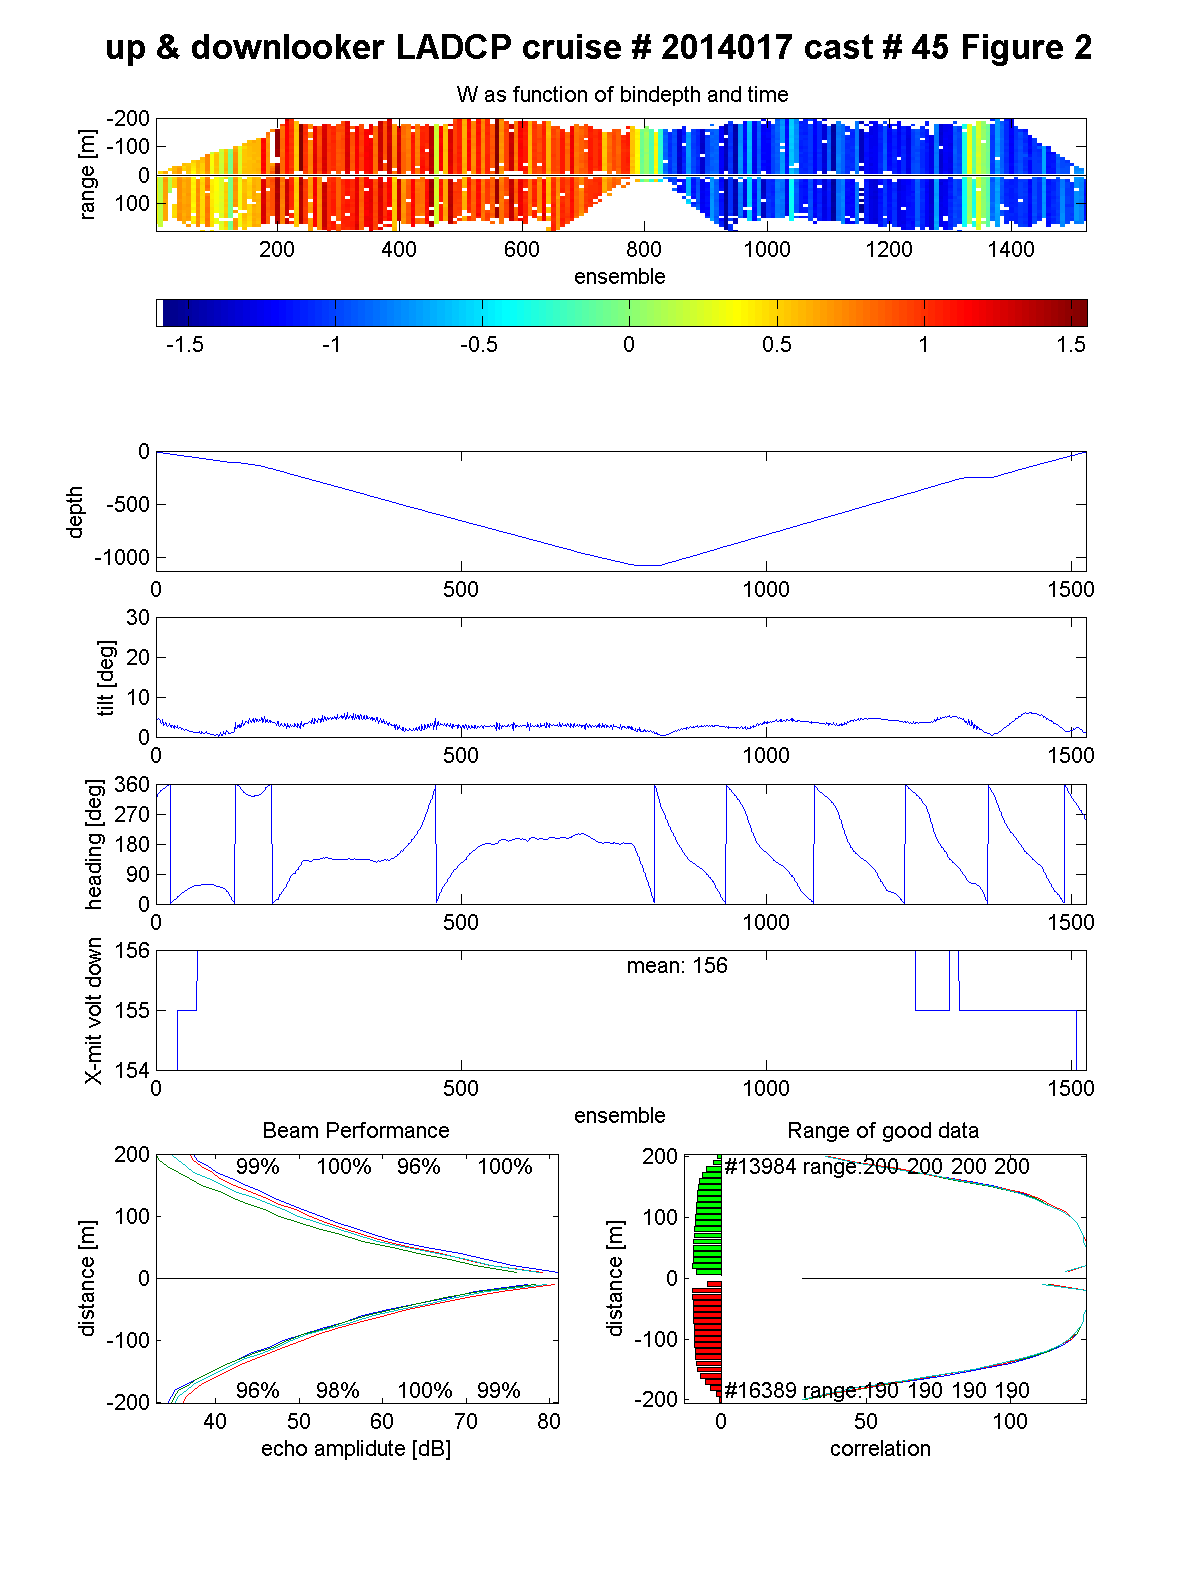 up & downlooker LADCP cruise # 2014017 cast # 45 Figure 2
W as function of bindepth and time
range [m]
-200
-100
0
100
200 400 600 800 1000 1200 1400
ensemble
-1.5 -1 -0.5 0 0.5 1 1.5
depth
0
-500
-1000
0 500 1000 1500
tilt [deg]
30
20
10
0
0 500 1000 1500
heading [deg]
360
270
180
90
0
0 500 1000 1500
X-mit volt down
156
155
154
mean: 156
0 500 1000 1500
ensemble
Beam Performance
distance [m]
200
100
0
-100
-200
99% 100% 96% 100%
96% 98% 100% 99%
40 50 60 70 80
echo amplidute [dB]
Range of good data
distance [m]
200
100
0
-100
-200
#13984 range:200 200 200 200
#16389 range:190 190 190 190
0 50 100
correlation